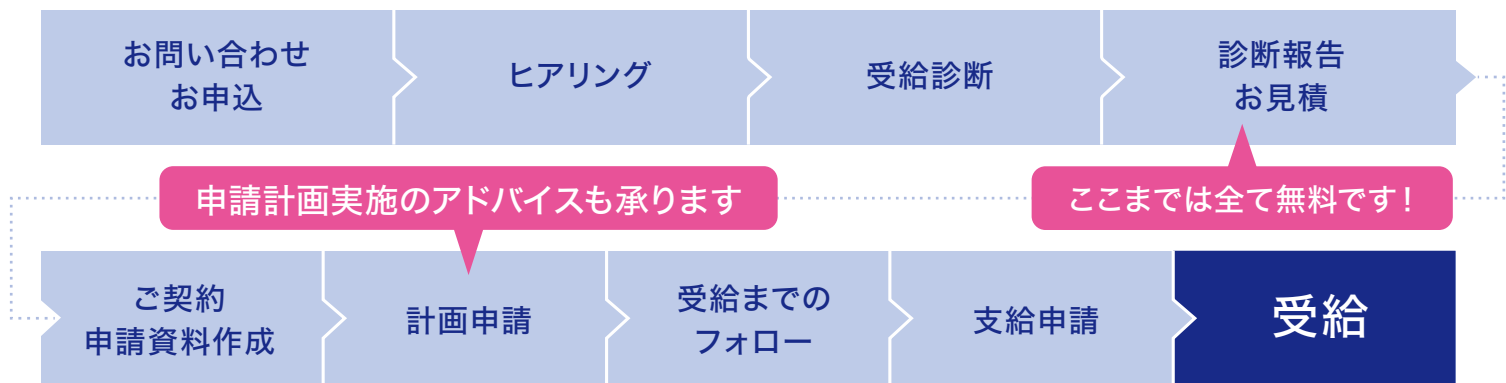 お問い合わせ
お申込
ヒアリング
受給診断
診断報告
お見積
ここまでは全て無料です！
申請計画実施のアドバイスも承ります
ご契約
申請資料作成
計画申請
受給までの
フォロー
支給申請
受給